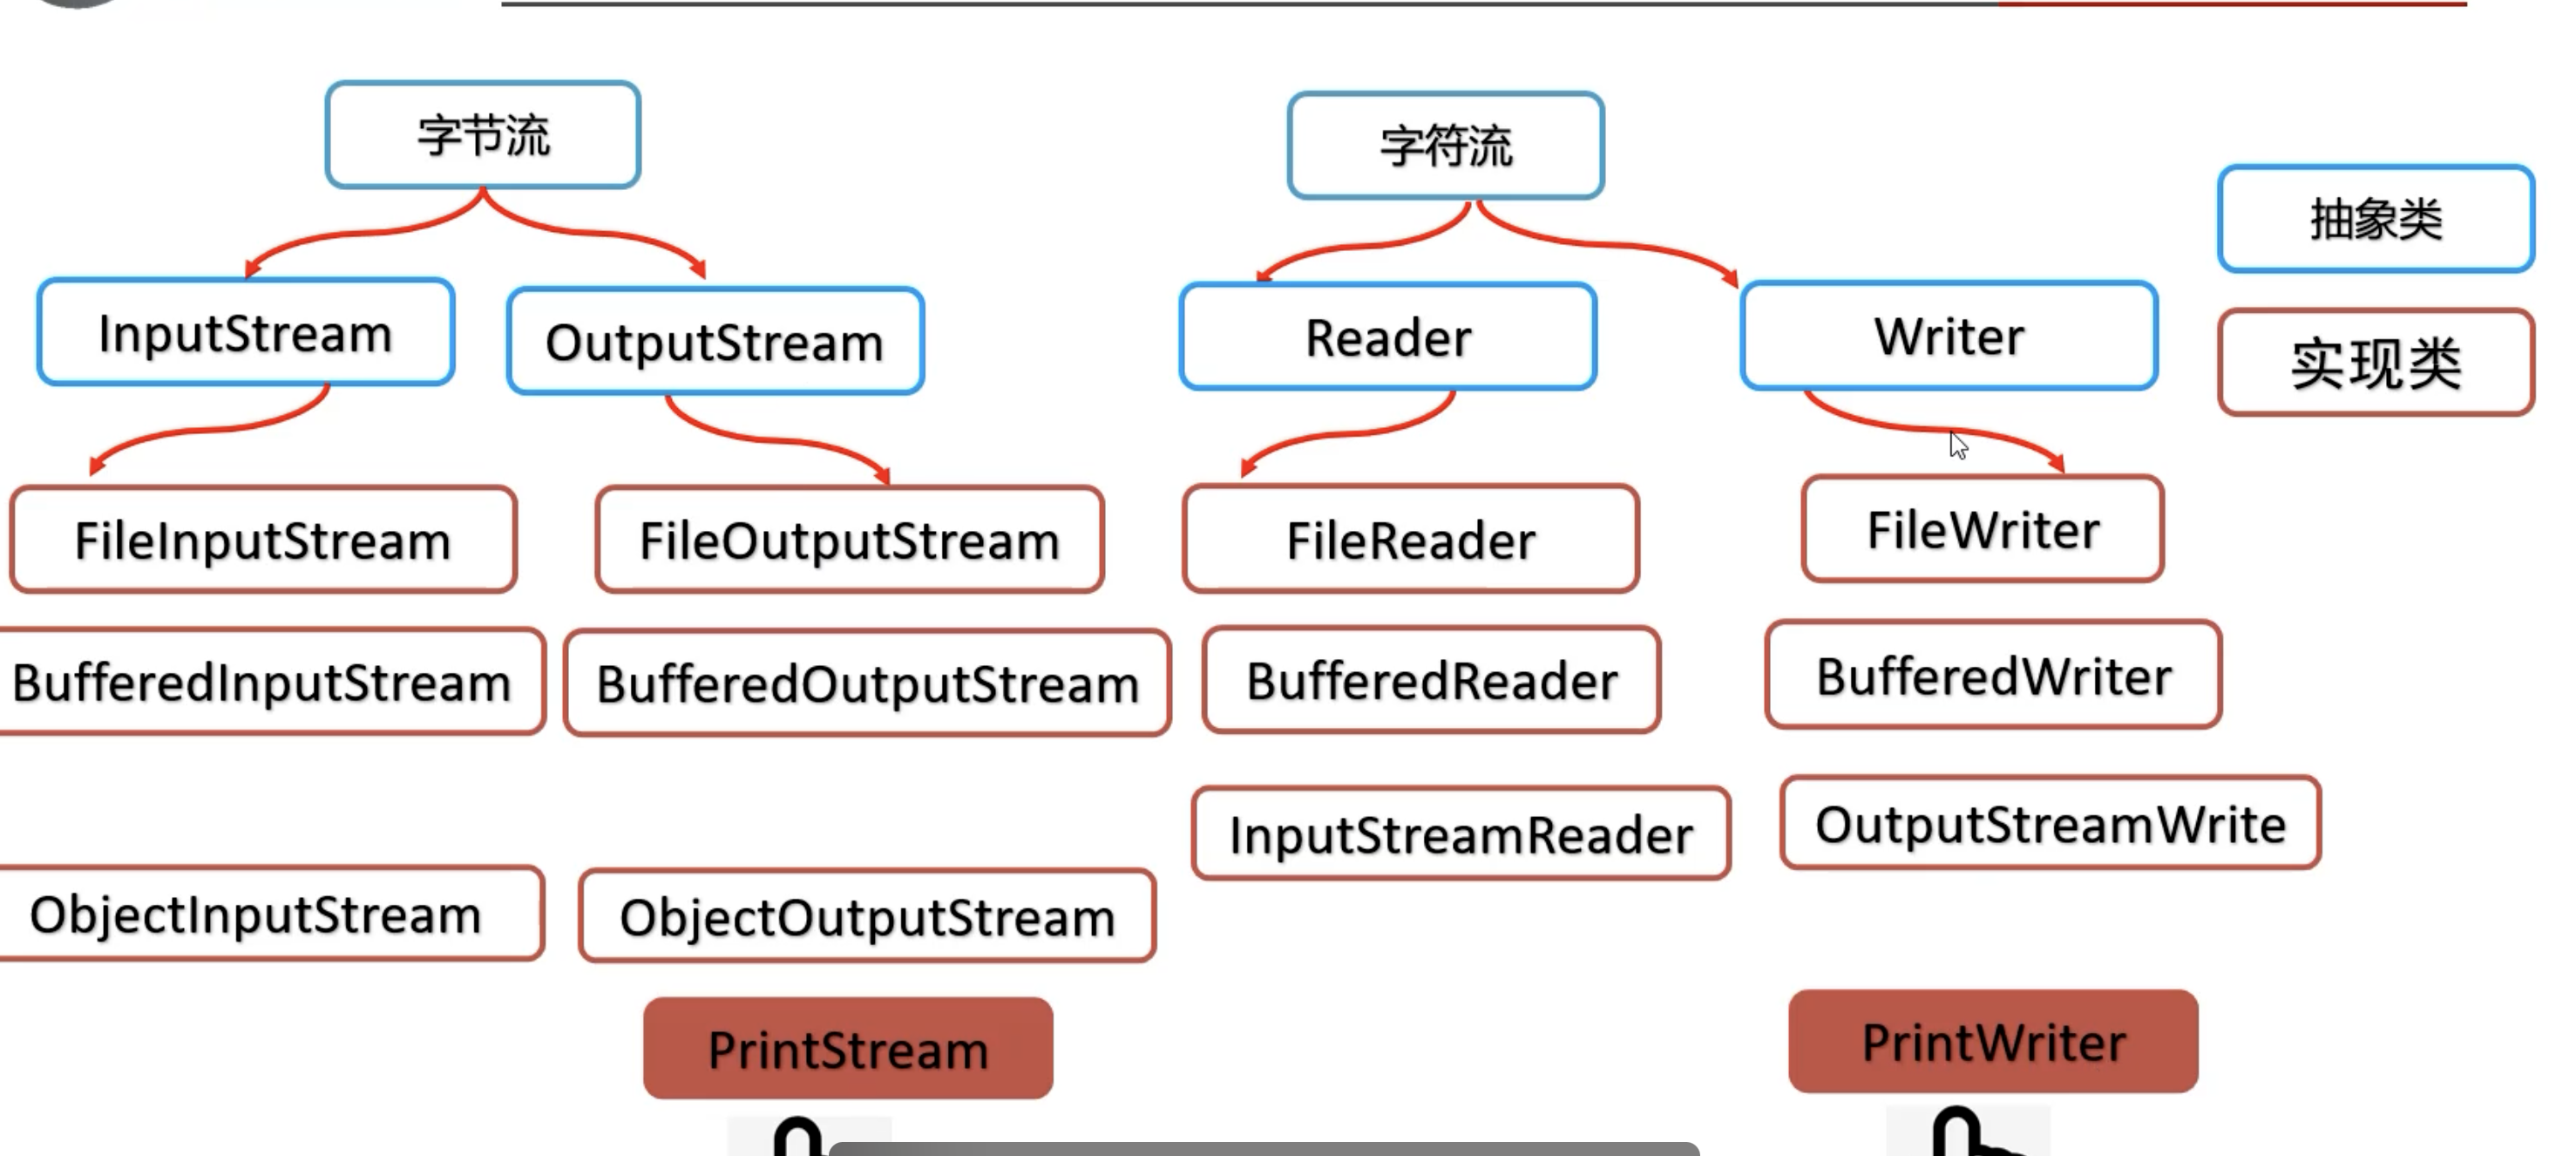 字节流
字符流
抽象类
InputStream
OutputStream
Reader
Writer
实现类
FileInputStream
FileOutputStream
FileReader
FileWriter
BufferedInputStream
BufferedOutputStream
BufferedReader
BufferedWriter
InputStreamReader
OutputStreamWrite
ObjectInputStream
ObjectOutputStream
PrintStream
PrintWriter